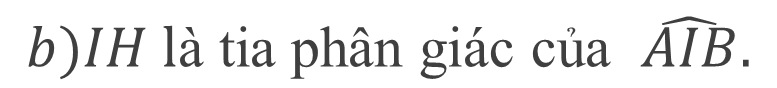 b)IH là tia phân giác của $\widehat{AIB}$.